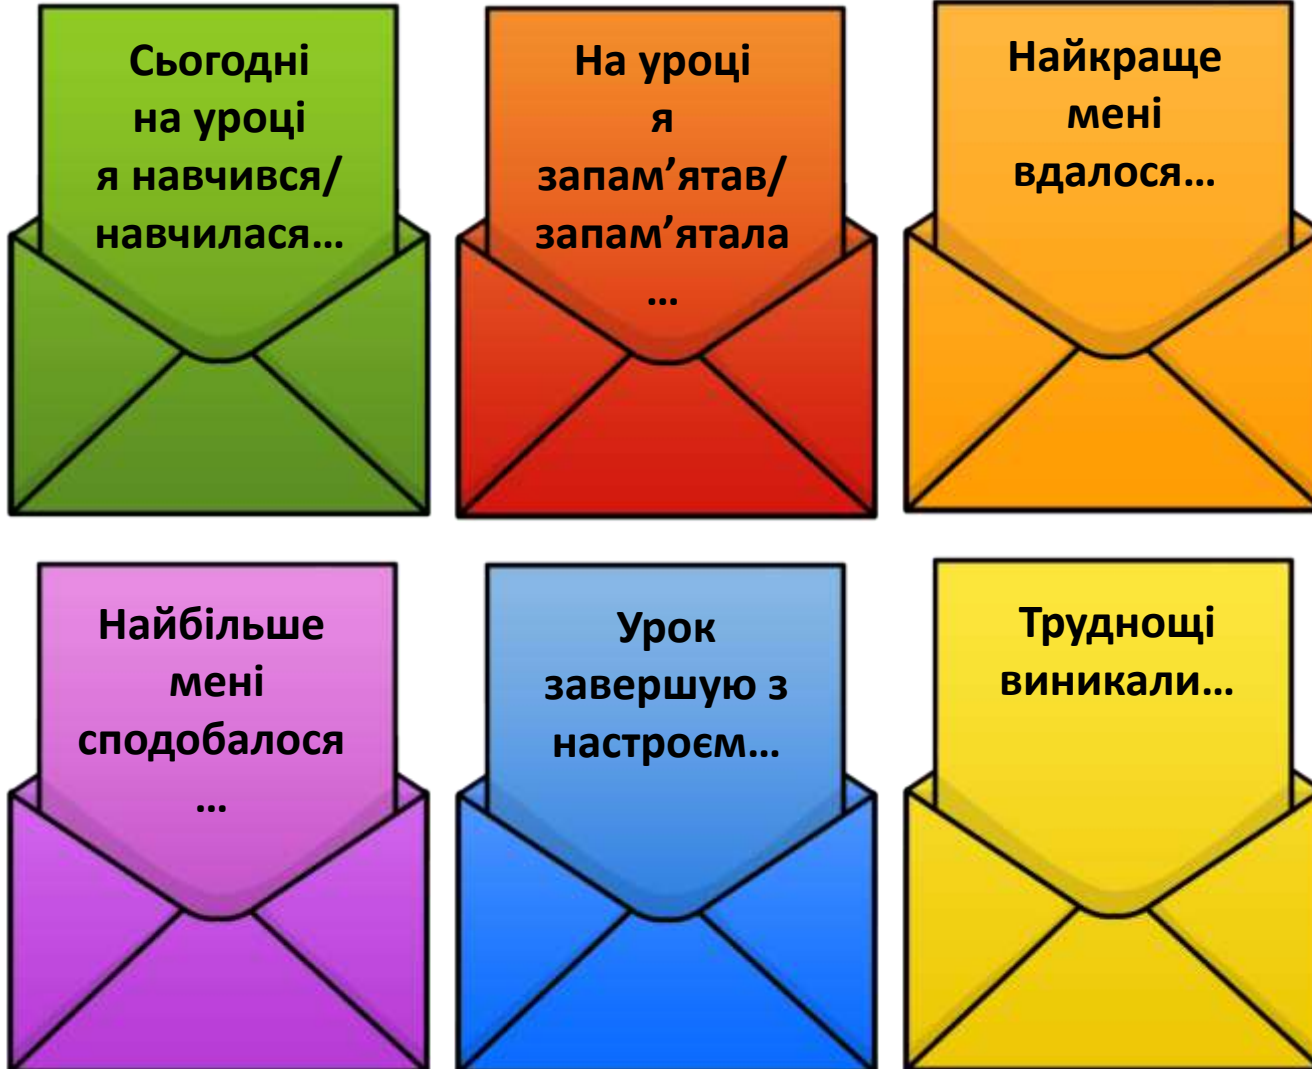 Сьогодні
на уроці
я навчився/
навчилася…
На уроці
я
запам’ятав/
запам’ятала
…
Найкраще
мені
вдалося…
Найбільше
мені
сподобалося
…
Урок
завершую з
настроєм…
Труднощі
виникали…